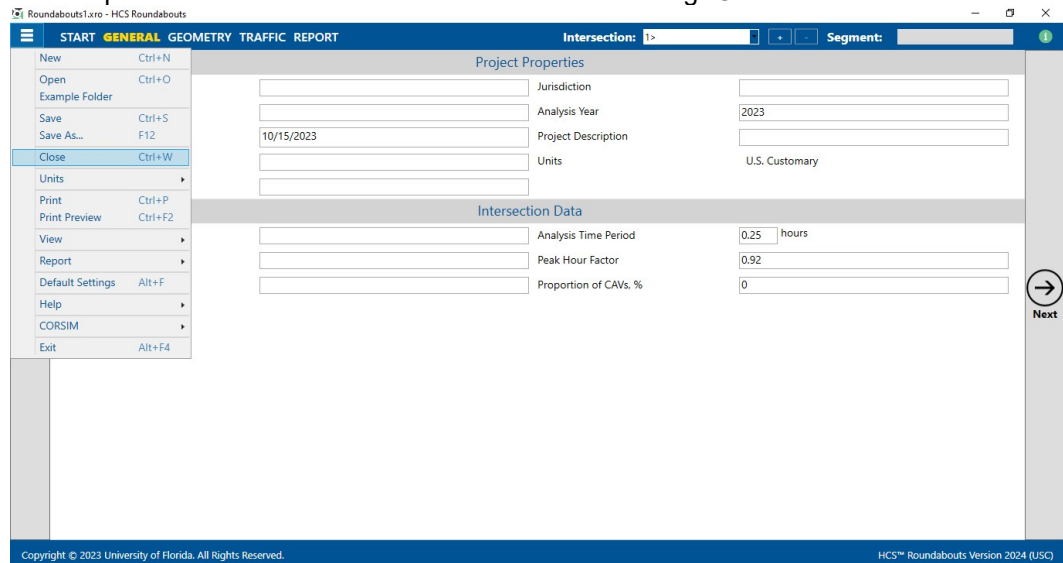 Roundabouts1.xro - HCS Roundabouts
START GENERAL GEOMETRY TRAFFIC REPORT Intersection: 1> + - Segment:
New Ctrl+N
Open Ctrl+O
Example Folder
Save Ctrl+S
Save As... F12
Close Ctrl+W
Units
Print Ctrl+P
Print Preview Ctrl+F2
View
Report
Default Settings Alt+F
Help
CORSIM
Exit Alt+F4
Project Properties
Jurisdiction
Analysis Year 2023
10/15/2023 Project Description
Units U.S. Customary
Intersection Data
Analysis Time Period 0.25 hours
Peak Hour Factor 0.92
Proportion of CAVs, % 0
Next
Copyright © 2023 University of Florida. All Rights Reserved. HCS™ Roundabouts Version 2024 (USC)